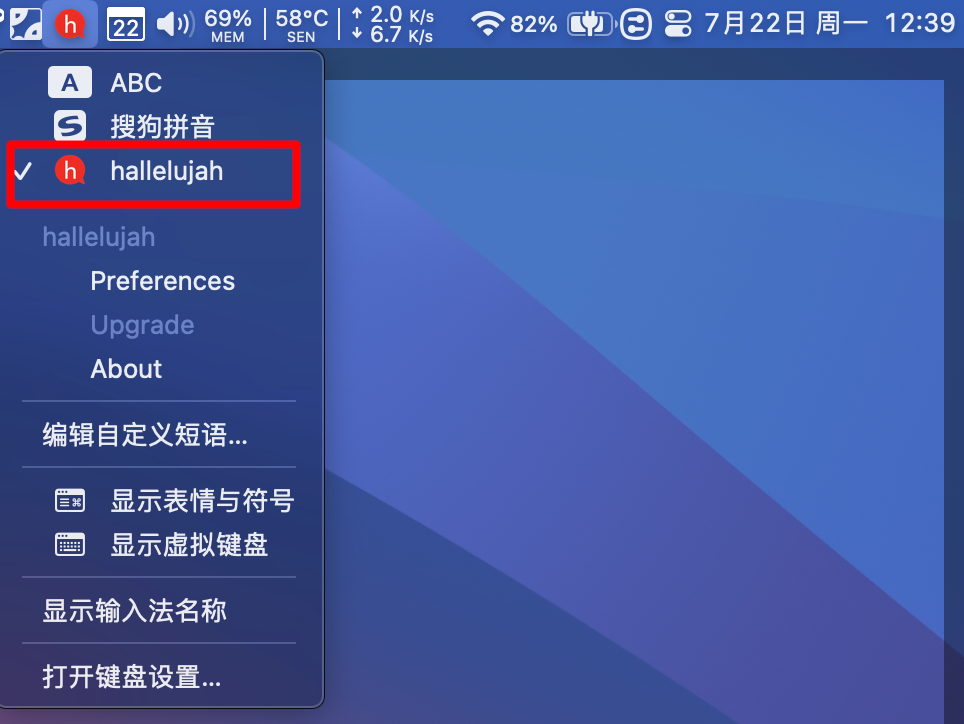 h 22 69% MEM 58°C SEN 2.0 K/s 6.7 K/s 82% 7月22日 周一 12:39
A ABC
S 搜狗拼音
✓ h hallelujah
hallelujah
Preferences
Upgrade
About
编辑自定义短语...
显示表情与符号
显示虚拟键盘
显示输入法名称
打开键盘设置...